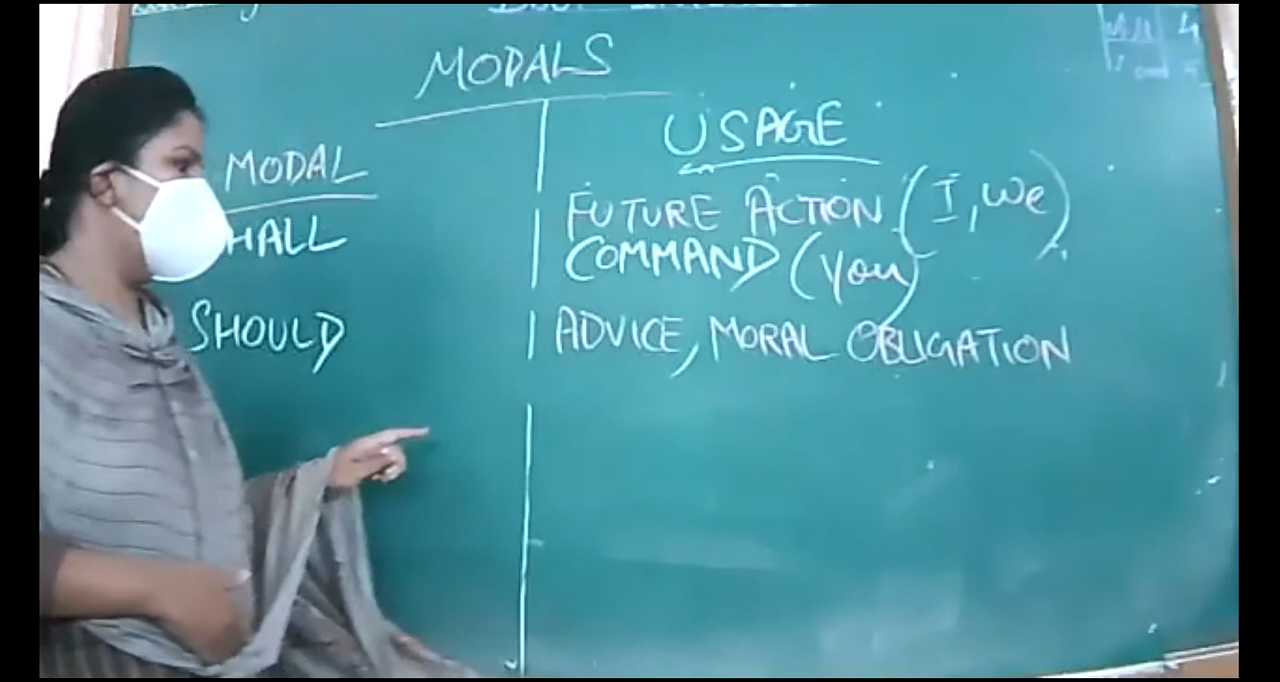 MODALS
MODAL USAGE
HALL FUTURE ACTION (I, We)
COMMAND (You)
SHOULD ADVICE, MORAL OBLIGATION